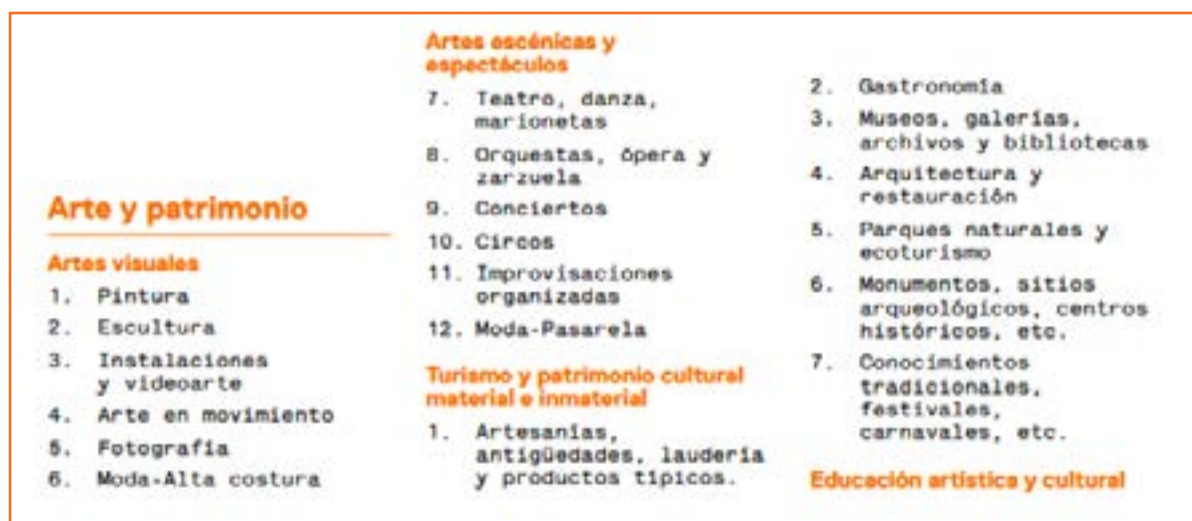 Arte y patrimonio
Artes visuales
1. Pintura
2. Escultura
3. Instalaciones
y videoarte
4. Arte en movimiento
5. Fotografía
6. Moda-Alta costura
Artes escénicas y
espectáculos
7. Teatro, danza,
marionetas
8. Orquestas, ópera y
zarzuela
9. Conciertos
10. Circos
11. Improvisaciones
organizadas
12. Moda-Pasarela
Turismo y patrimonio cultural
material e inmaterial
1. Artesanías,
antigüedades, laudería
y productos típicos.
2. Gastronomía
3. Museos, galerías,
archivos y bibliotecas
4. Arquitectura y
restauración
5. Parques naturales y
ecoturismo
6. Monumentos, sitios
arqueológicos, centros
históricos, etc.
7. Conocimientos
tradicionales,
festivales,
carnavales, etc.
Educación artística y cultural